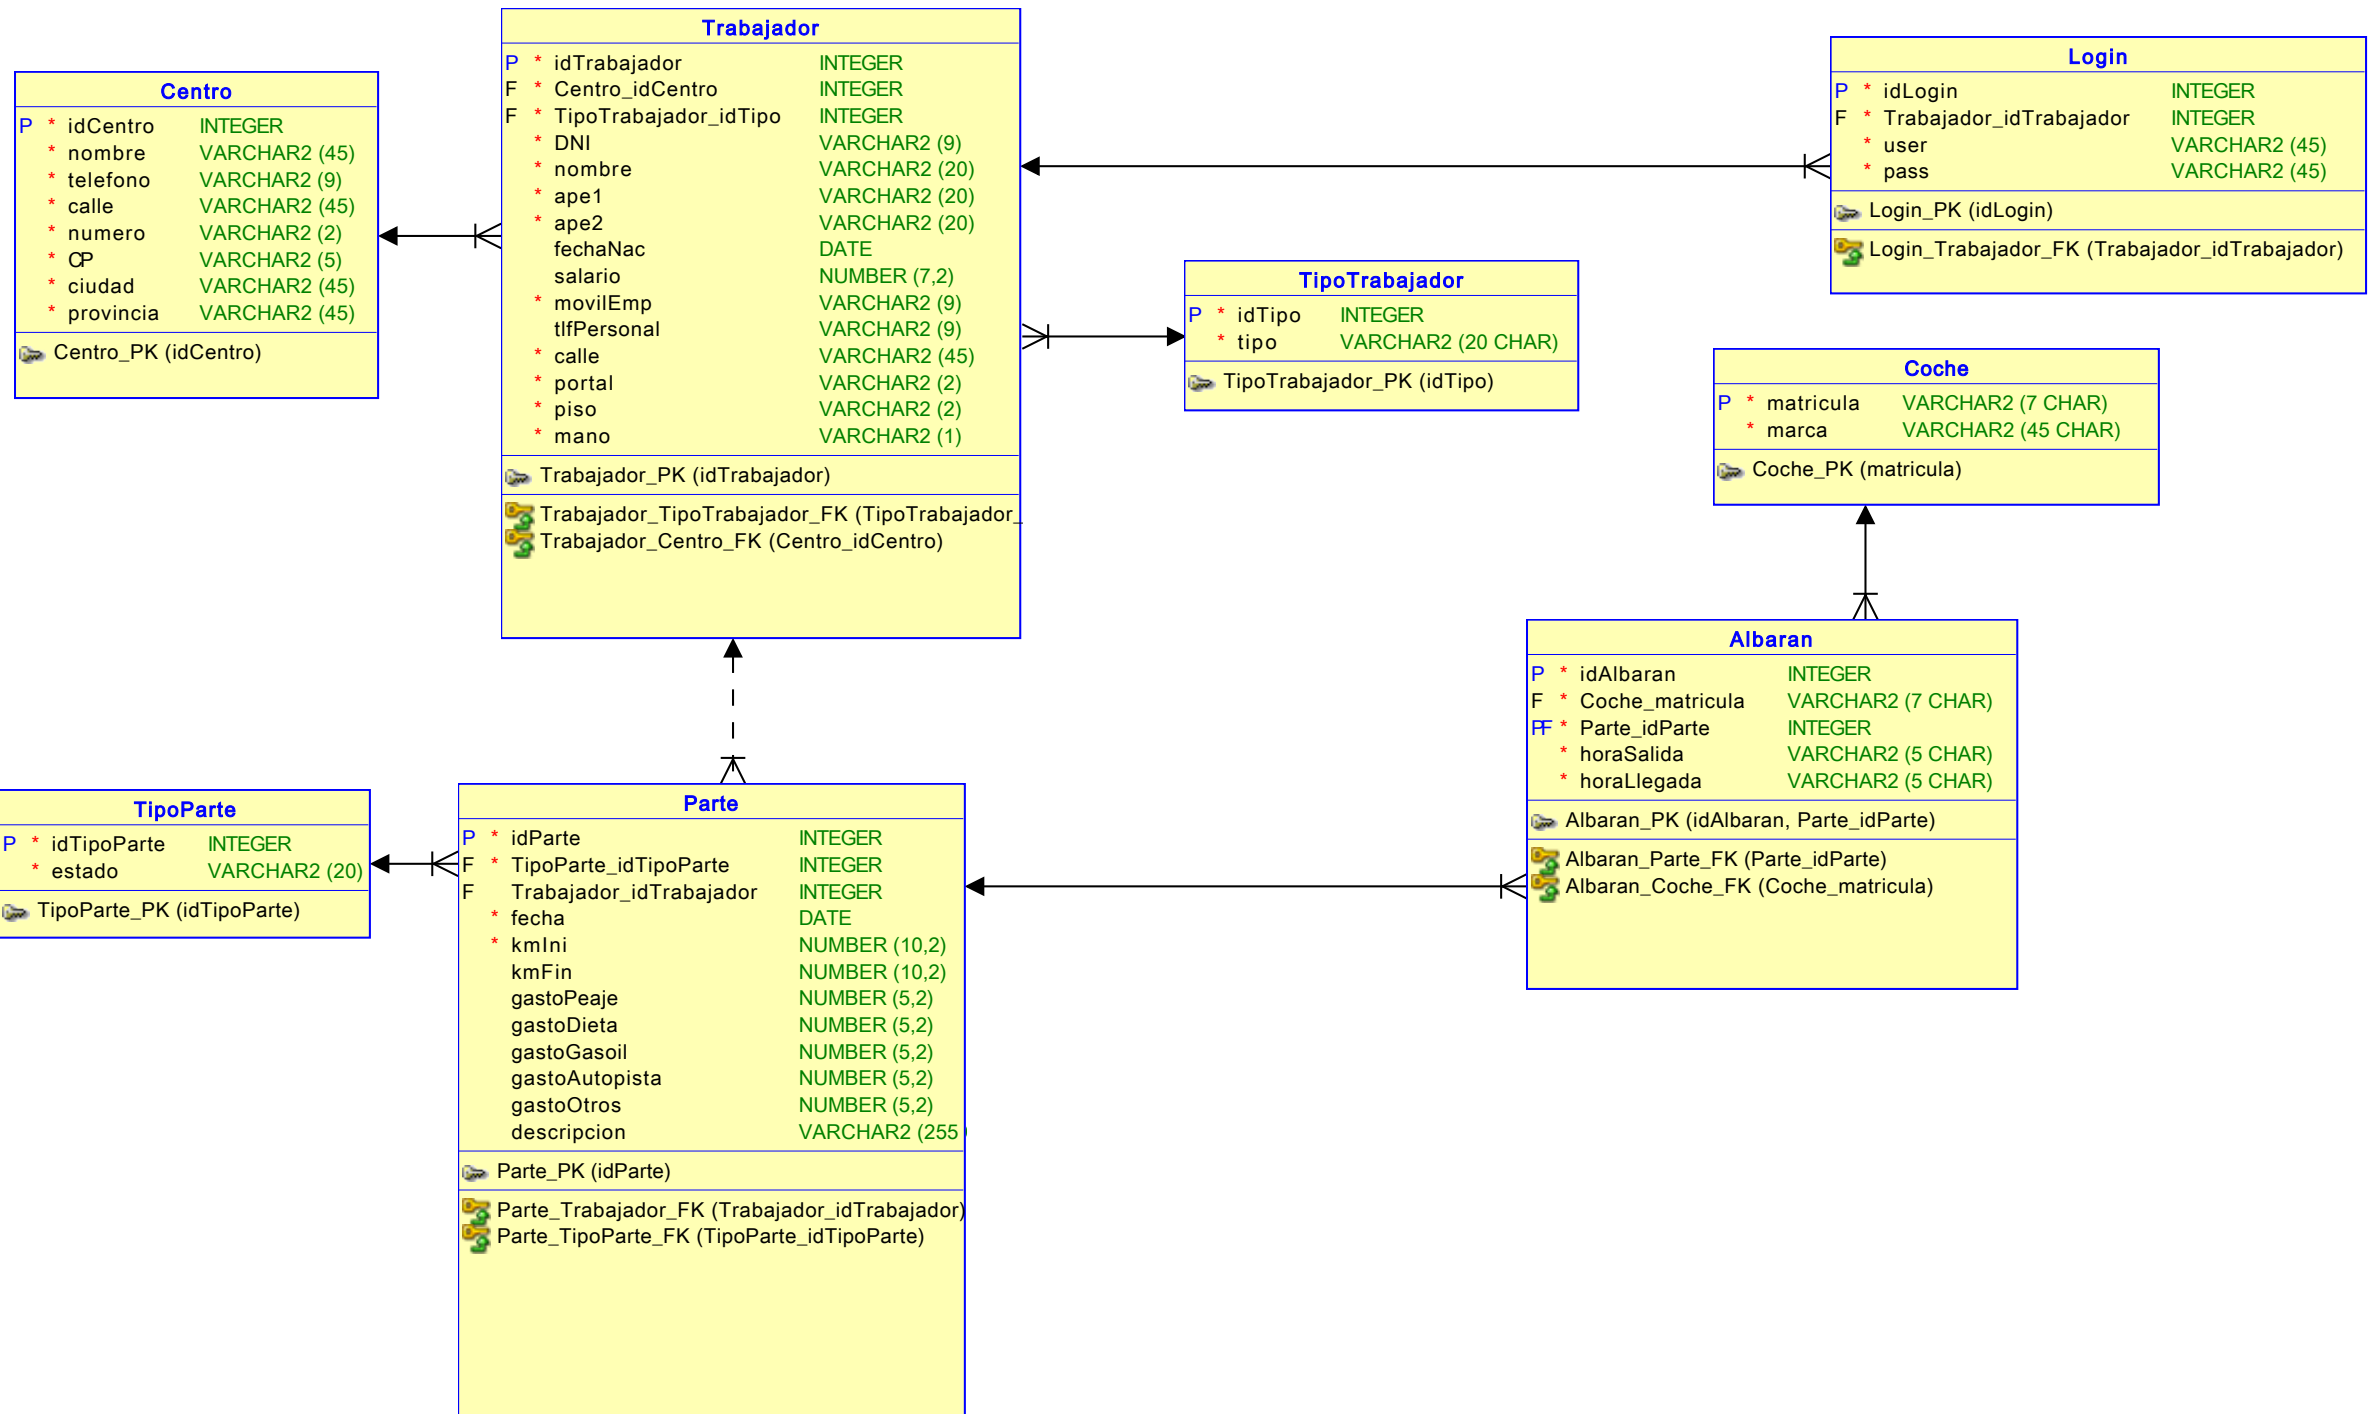 Centro
P * idCentro INTEGER
* nombre VARCHAR2 (45)
* telefono VARCHAR2 (9)
* calle VARCHAR2 (45)
* numero VARCHAR2 (2)
* CP VARCHAR2 (5)
* ciudad VARCHAR2 (45)
* provincia VARCHAR2 (45)
Centro_PK (idCentro)
Trabajador
P * idTrabajador INTEGER
F * Centro_idCentro INTEGER
F * TipoTrabajador_idTipo INTEGER
* DNI VARCHAR2 (9)
* nombre VARCHAR2 (20)
* ape1 VARCHAR2 (20)
* ape2 VARCHAR2 (20)
fechaNac DATE
salario NUMBER (7,2)
* movilEmp VARCHAR2 (9)
tlfPersonal VARCHAR2 (9)
* calle VARCHAR2 (45)
* portal VARCHAR2 (2)
* piso VARCHAR2 (2)
* mano VARCHAR2 (1)
Trabajador_PK (idTrabajador)
Trabajador_TipoTrabajador_FK (TipoTrabajador_
Trabajador_Centro_FK (Centro_idCentro)
Login
P * idLogin INTEGER
F * Trabajador_idTrabajador INTEGER
* user VARCHAR2 (45)
* pass VARCHAR2 (45)
Login_PK (idLogin)
Login_Trabajador_FK (Trabajador_idTrabajador)
TipoTrabajador
P * idTipo INTEGER
* tipo VARCHAR2 (20 CHAR)
TipoTrabajador_PK (idTipo)
Coche
P * matricula VARCHAR2 (7 CHAR)
* marca VARCHAR2 (45 CHAR)
Coche_PK (matricula)
Albaran
P * idAlbaran INTEGER
F * Coche_matricula VARCHAR2 (7 CHAR)
PF * Parte_idParte INTEGER
* horaSalida VARCHAR2 (5 CHAR)
* horaLlegada VARCHAR2 (5 CHAR)
Albaran_PK (idAlbaran, Parte_idParte)
Albaran_Parte_FK (Parte_idParte)
Albaran_Coche_FK (Coche_matricula)
TipoParte
P * idTipoParte INTEGER
* estado VARCHAR2 (20)
TipoParte_PK (idTipoParte)
Parte
P * idParte INTEGER
F * TipoParte_idTipoParte INTEGER
F Trabajador_idTrabajador INTEGER
* fecha DATE
* kmIni NUMBER (10,2)
kmFin NUMBER (10,2)
gastoPeaje NUMBER (5,2)
gastoDieta NUMBER (5,2)
gastoGasoil NUMBER (5,2)
gastoAutopista NUMBER (5,2)
gastoOtros NUMBER (5,2)
descripcion VARCHAR2 (255)
Parte_PK (idParte)
Parte_Trabajador_FK (Trabajador_idTrabajador)
Parte_TipoParte_FK (TipoParte_idTipoParte)